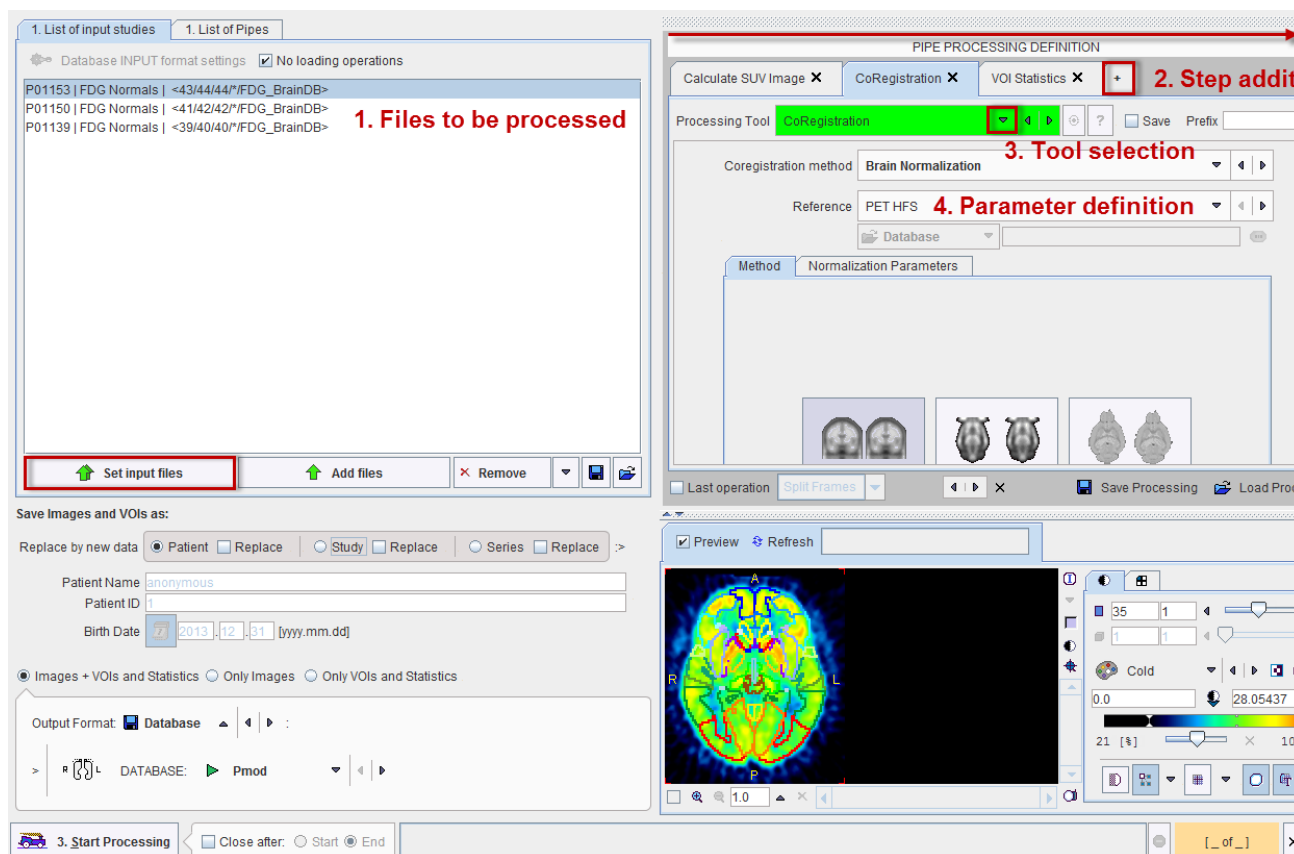 1. List of input studies
1. List of Pipes
Database INPUT format settings
No loading operations
P01153 | FDG Normals | <43/44/44/*/FDG_BrainDB>
P01150 | FDG Normals | <41/42/42/*/FDG_BrainDB>
P01139 | FDG Normals | <39/40/40/*/FDG_BrainDB>
1. Files to be processed
Set input files
Add files
Remove
Save Images and VOIs as:
Replace by new data Patient Replace Study Replace Series Replace :>
Patient Name anonymous
Patient ID 1
Birth Date 2013 . 12 . 31 [yyyy.mm.dd]
Images + VOIs and Statistics Only Images Only VOIs and Statistics
Output Format: Database :
> R L DATABASE: Pmod
3. Start Processing
Close after: Start End
PIPE PROCESSING DEFINITION
Calculate SUV Image CoRegistration VOI Statistics +
2. Step addit
Processing Tool CoRegistration ? Save Prefix
3. Tool selection
Coregistration method Brain Normalization
Reference PET HFS
4. Parameter definition
Database
Method Normalization Parameters
Last operation Split Frames
Save Processing Load Proc
Preview Refresh
A
R
L
P
1.0
35 1
1 1
Cold
0.0 28.05437
21 [%] 10
[ _ of _ ]